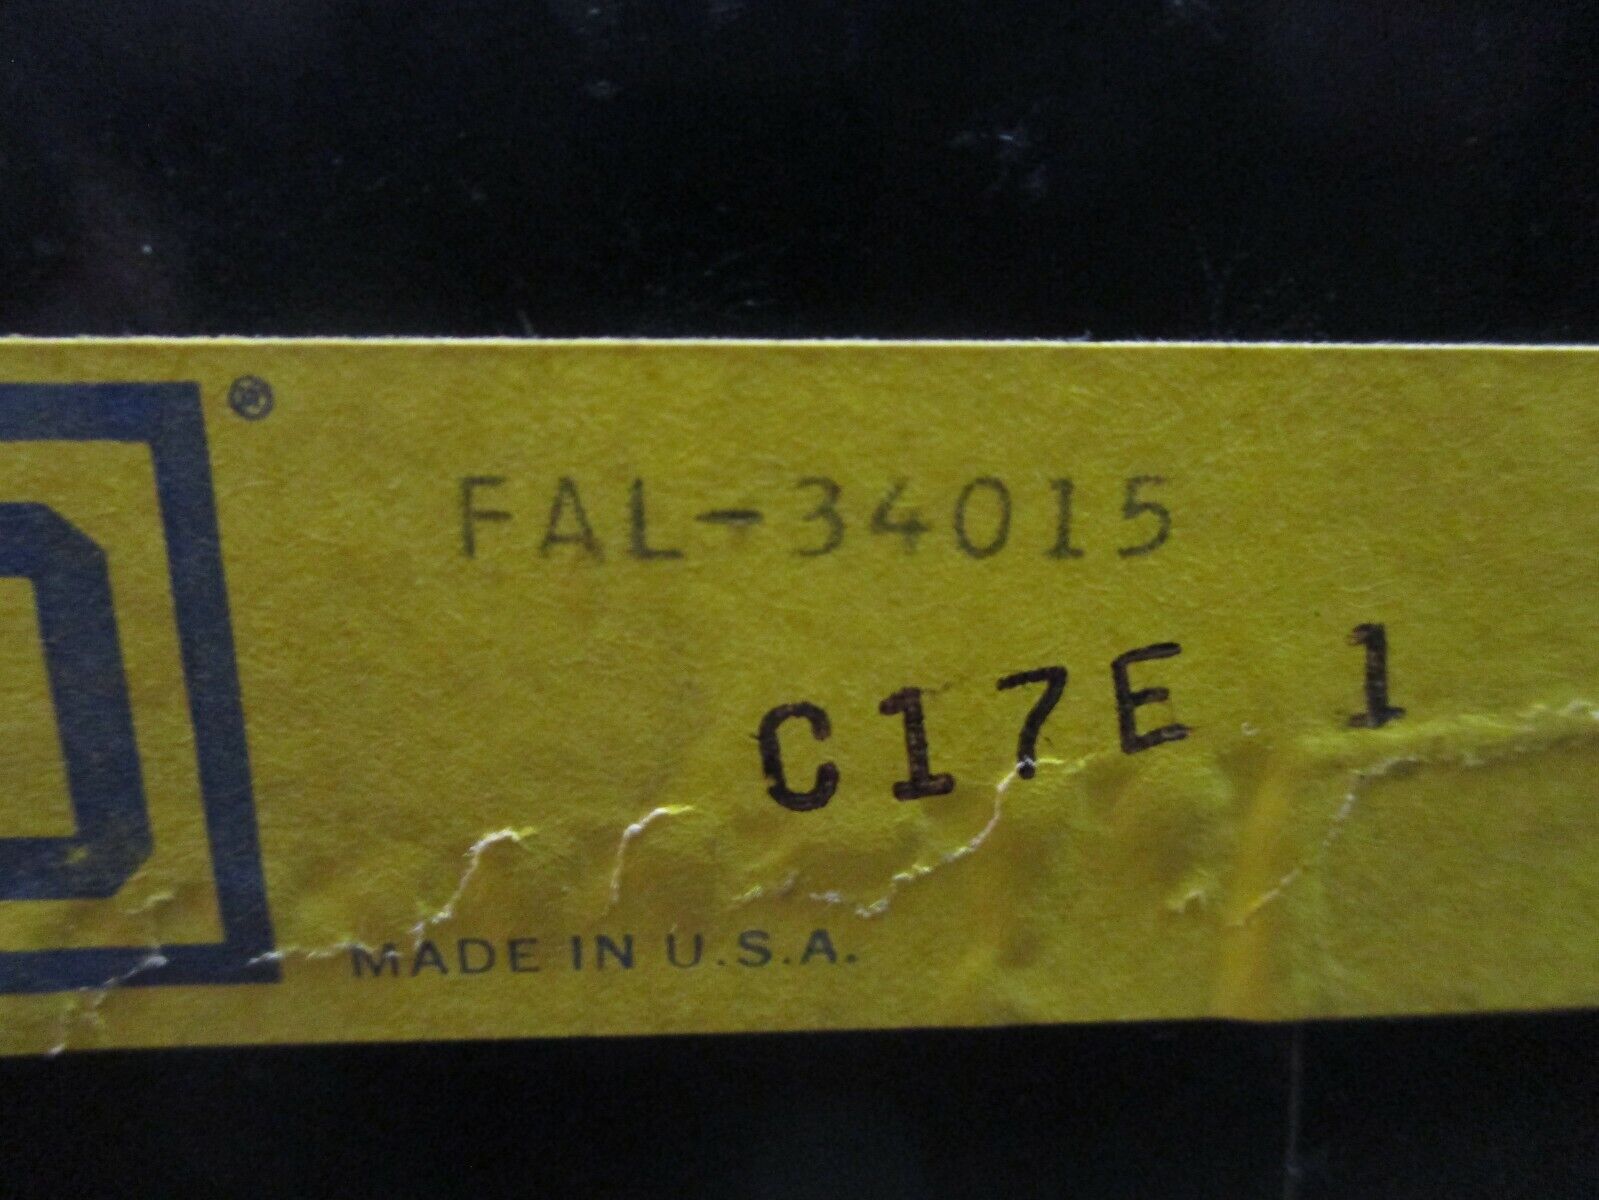 ®
FAL-34015
C17E 1
MADE IN U.S.A.